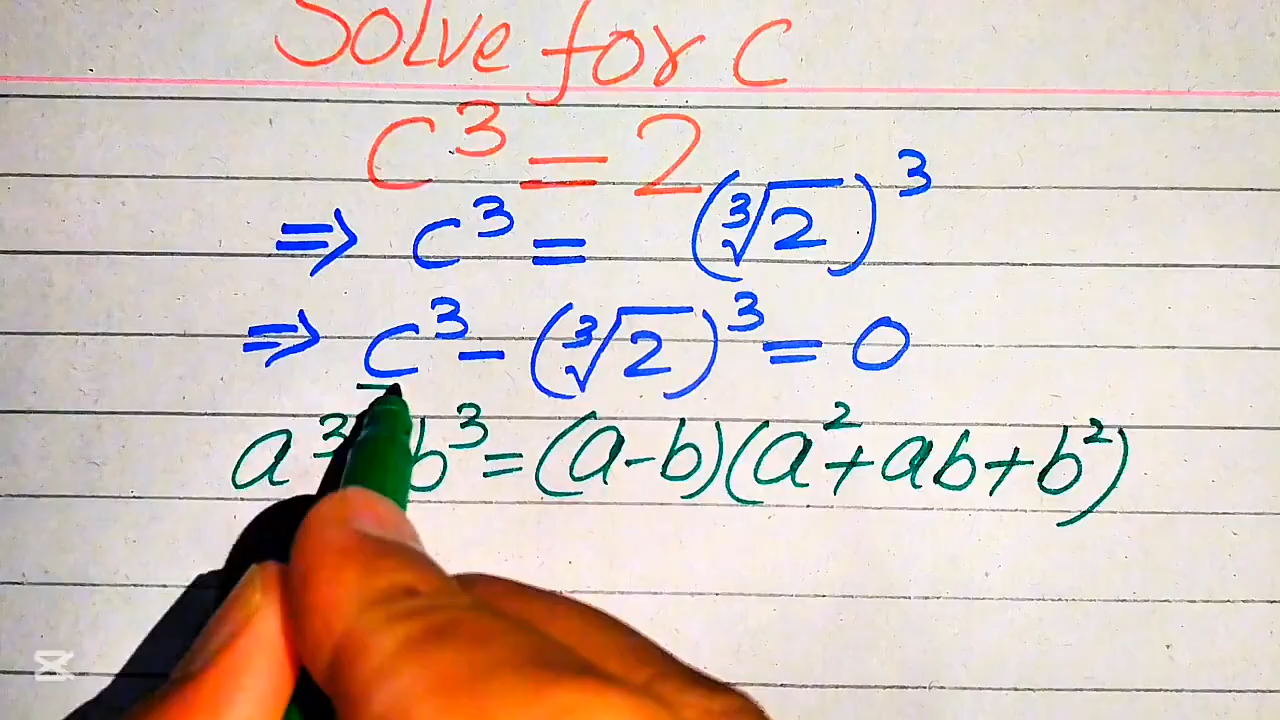 Solve for C
C³ = 2
⇒ C³ = (∛2)³
⇒ C³ - (∛2)³ = 0
a³ b³ = (a-b)(a²+ab+b²)